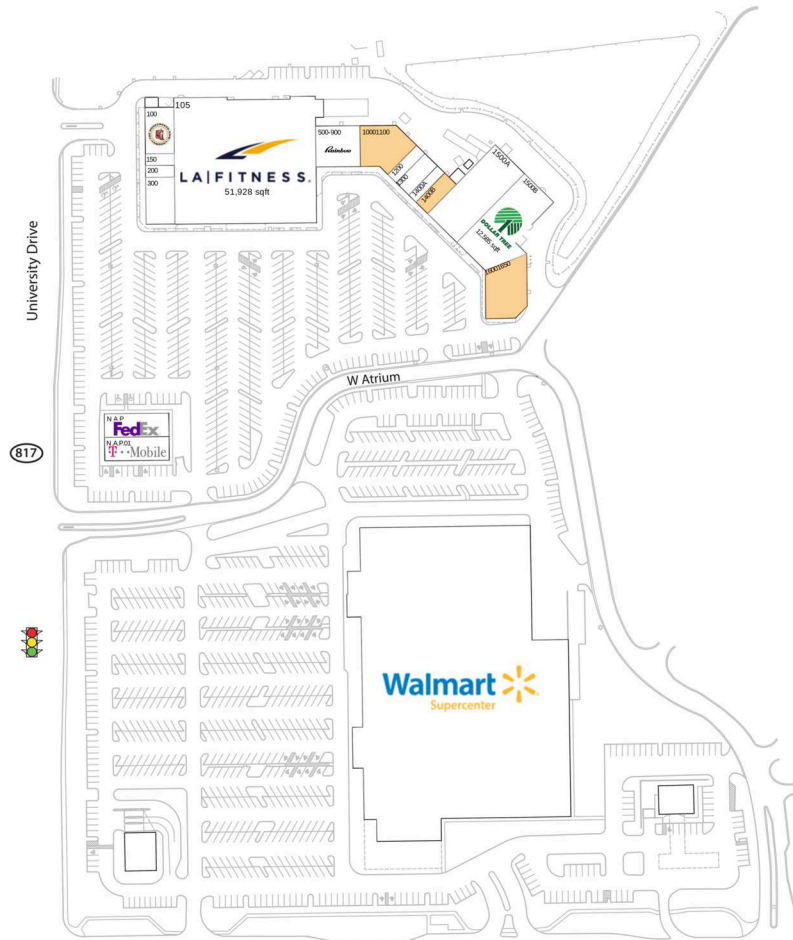 105
100
150
200
300
LA|FITNESS.
51,928 sqft
500-900
Rainbow
10001100
1200
1300
1400A
1400B
1500A
1500B
DOLLAR TREE
12,585 sqft
16001650
University Drive
W Atrium
NAP
FedEx
NAP.01
T··Mobile
817
Walmart
Supercenter